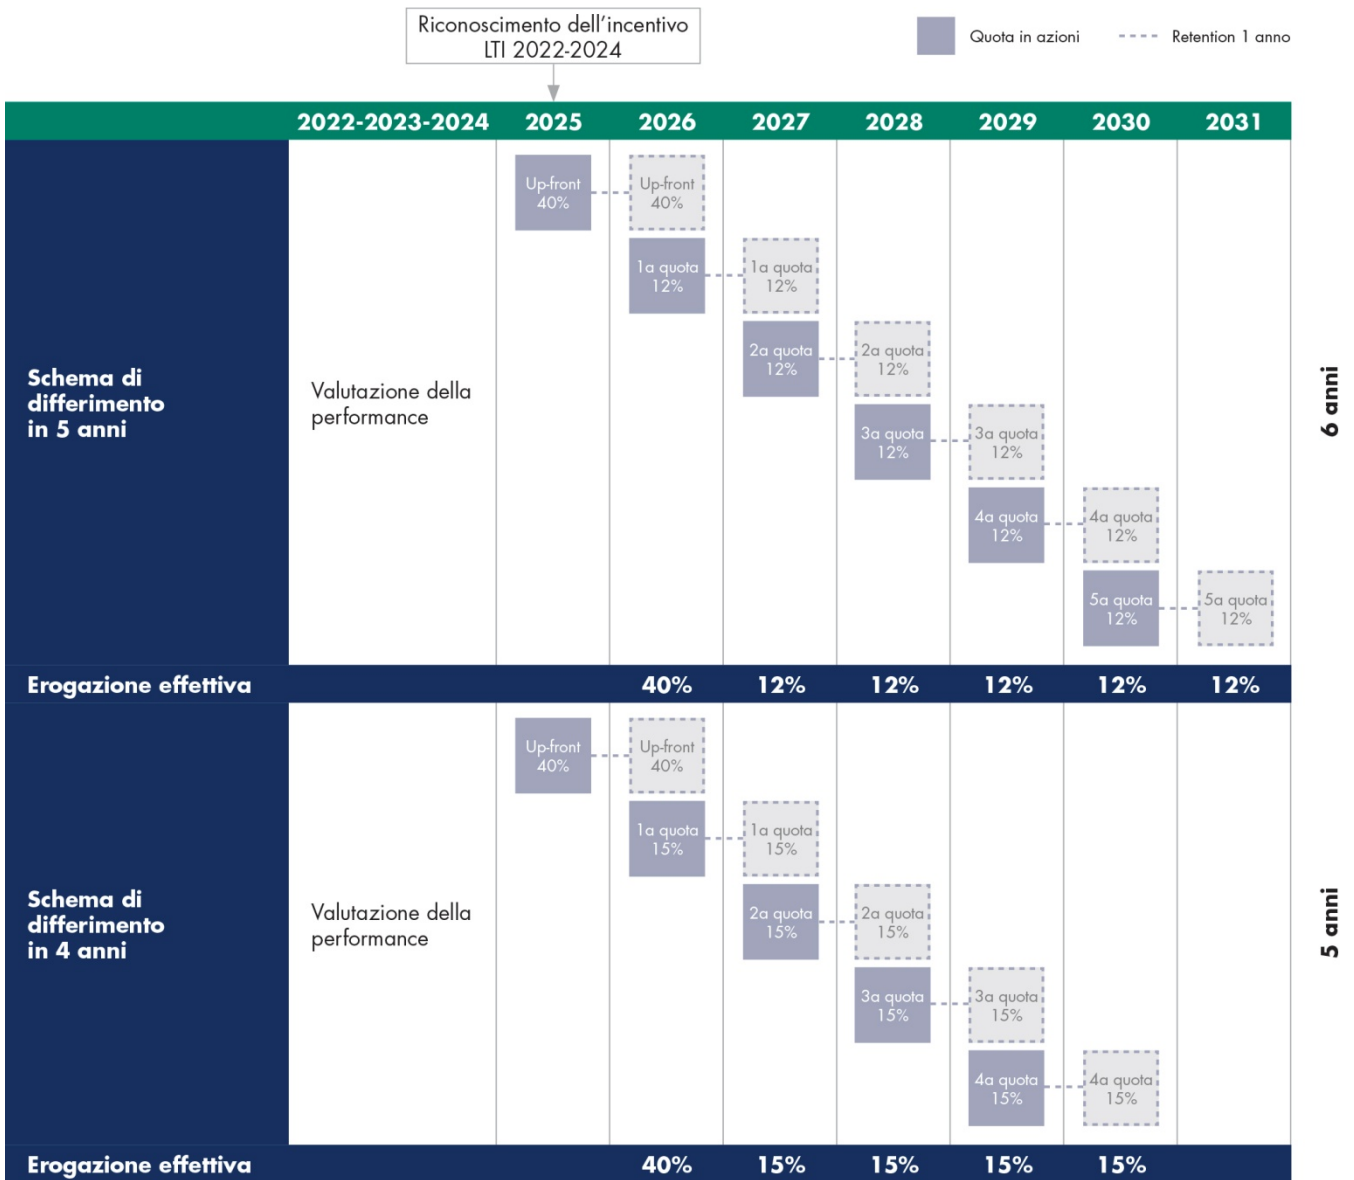 Riconoscimento dell'incentivo
LTI 2022-2024
Quota in azioni
Retention 1 anno
2022-2023-2024 2025 2026 2027 2028 2029 2030 2031
Up-front
40%
Up-front
40%
1a quota
12%
1a quota
12%
2a quota
12%
2a quota
12%
Schema di
differimento
in 5 anni
Valutazione della
performance
3a quota
12%
3a quota
12%
4a quota
12%
4a quota
12%
5a quota
12%
5a quota
12%
6 anni
Erogazione effettiva 40% 12% 12% 12% 12% 12%
Up-front
40%
Up-front
40%
1a quota
15%
1a quota
15%
2a quota
15%
2a quota
15%
Schema di
differimento
in 4 anni
Valutazione della
performance
3a quota
15%
3a quota
15%
4a quota
15%
4a quota
15%
5 anni
Erogazione effettiva 40% 15% 15% 15% 15%